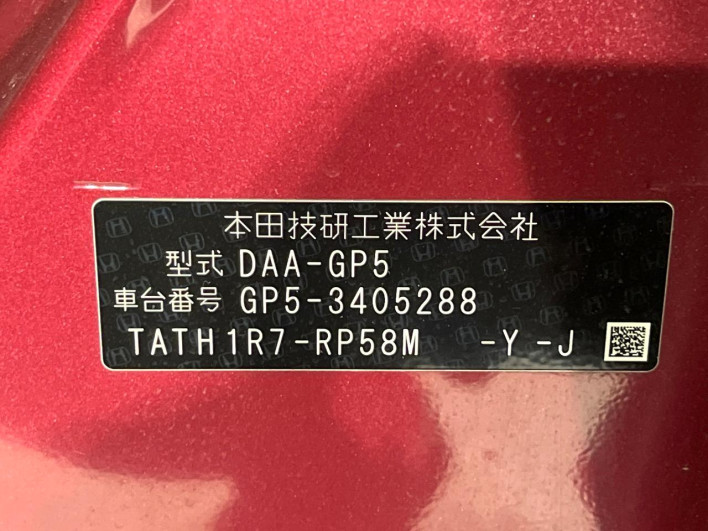 本田技研工業株式会社
型式 DAA-GP5
車台番号 GP5-3405288
TATH1R7-RP58M -Y-J